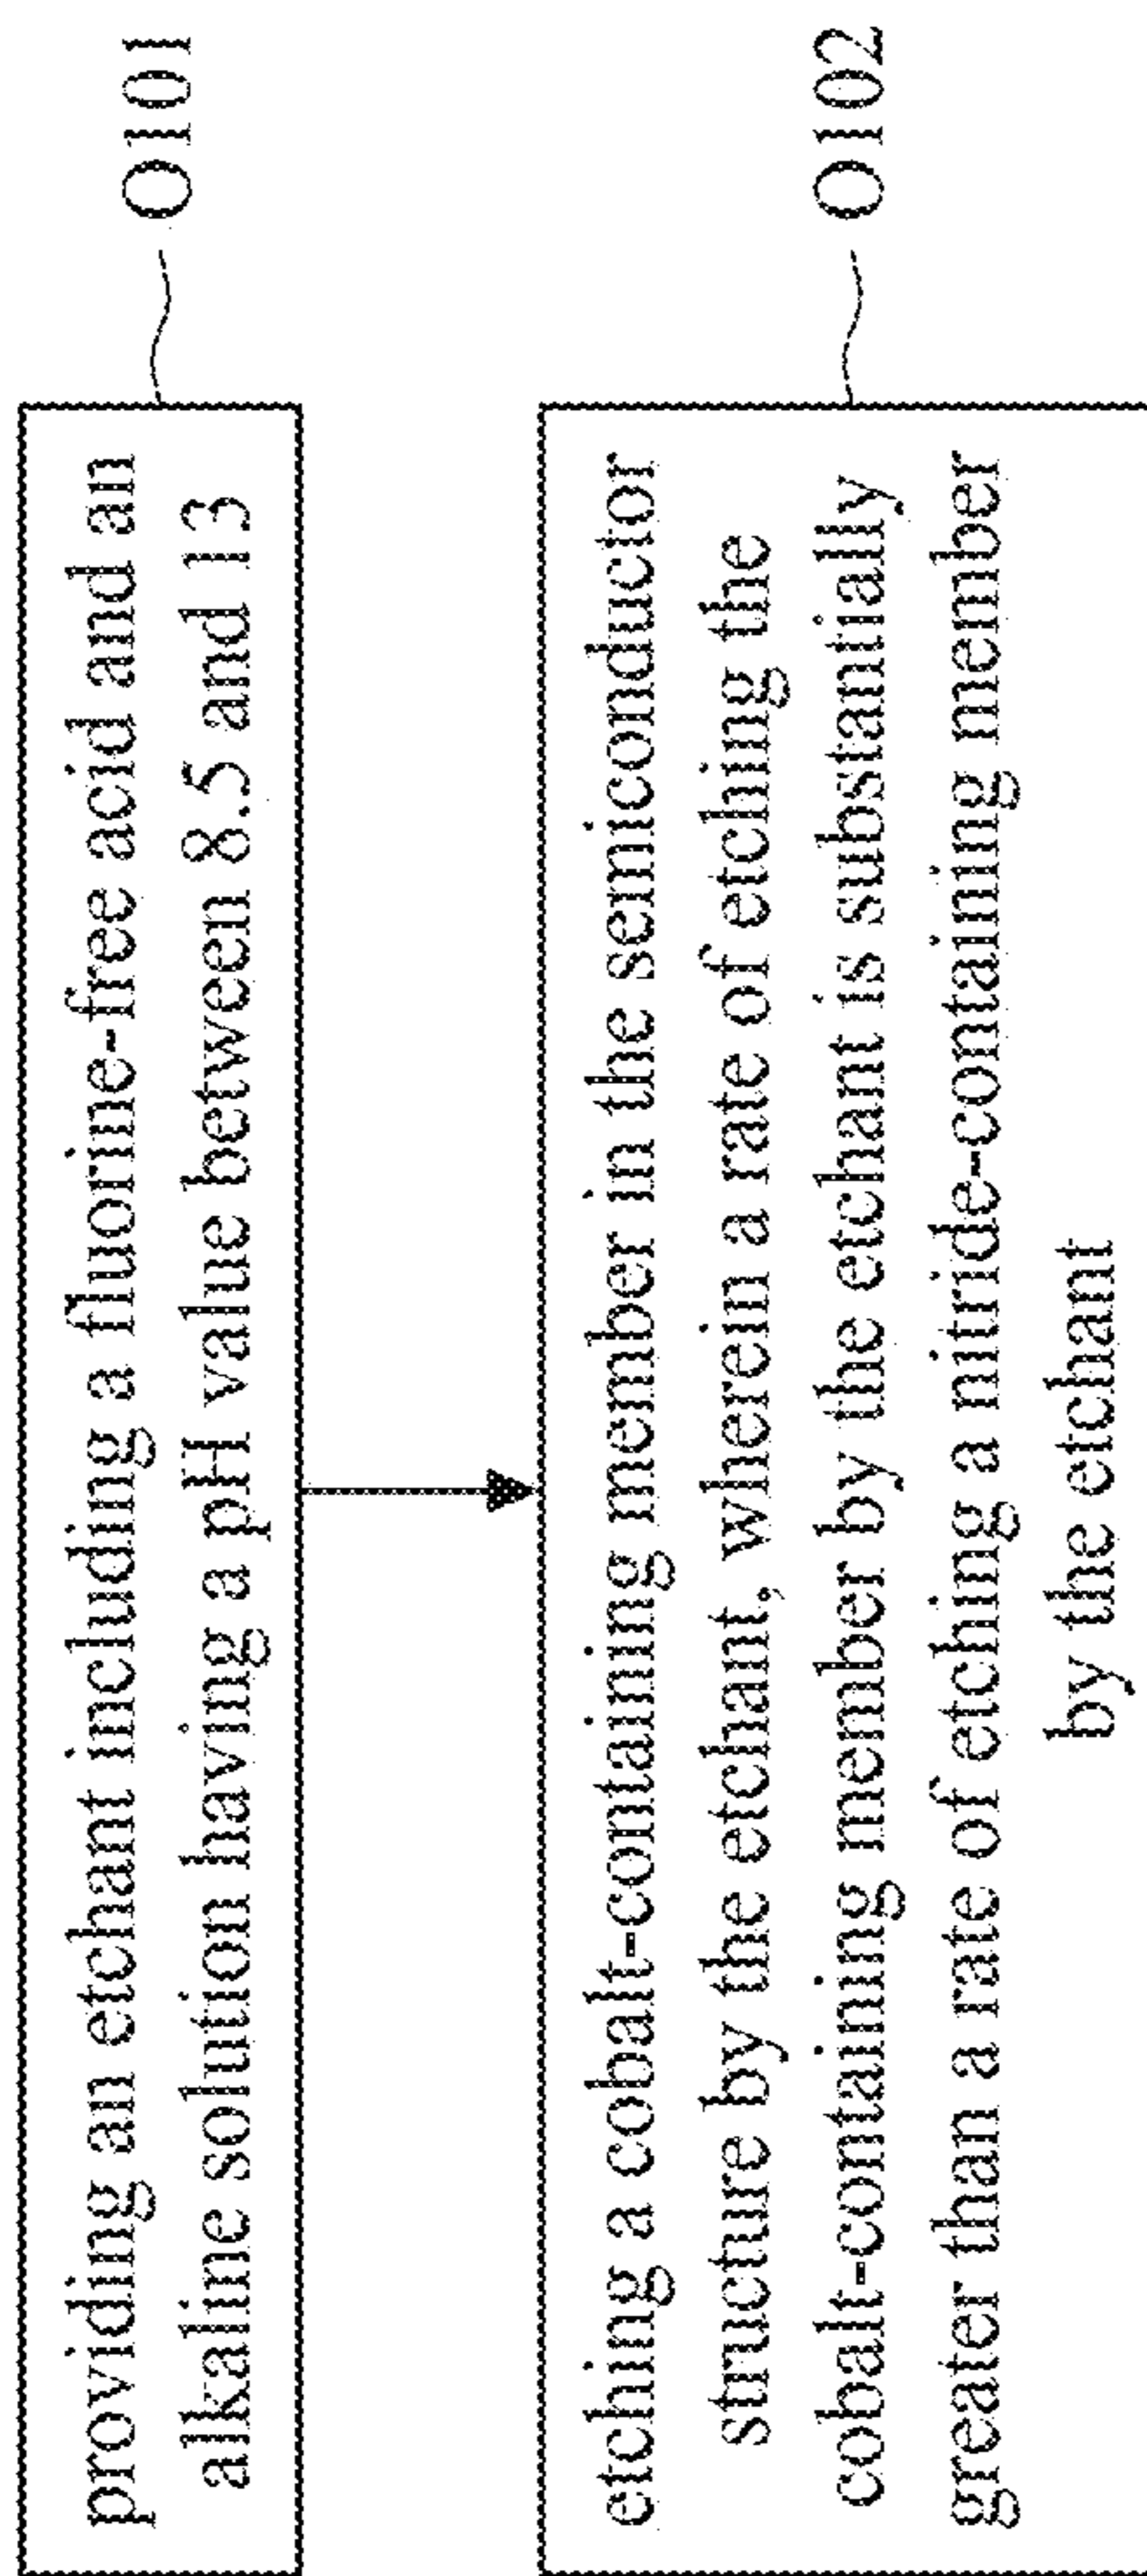 providing an etchant including a fluorine-free acid and an
alkaline solution having a pH value between 8.5 and 13
O101
etching a cobalt-containing member in the semiconductor
structure by the etchant, wherein a rate of etching the
cobalt-containing member by the etchant is substantially
greater than a rate of etching a nitride-containing member
by the etchant
O102